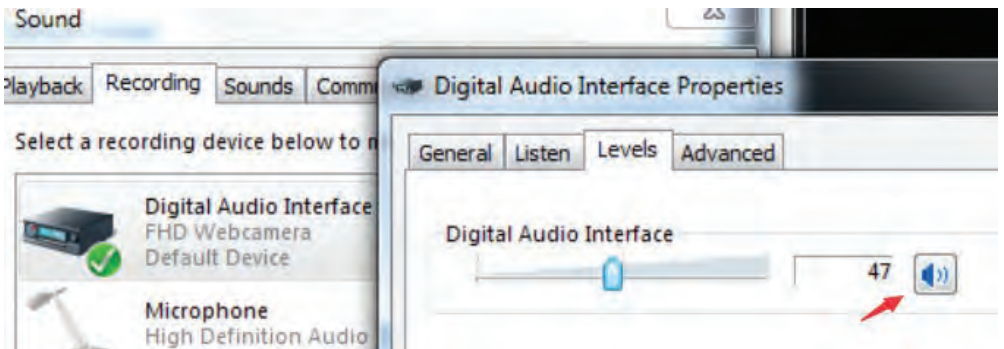 Sound
Playback Recording Sounds
Select a recording device below to
Digital Audio Interface
FHD Webcamera
Default Device
Microphone
High Definition Audio
Digital Audio Interface Properties
General Listen Levels Advanced
Digital Audio Interface
47